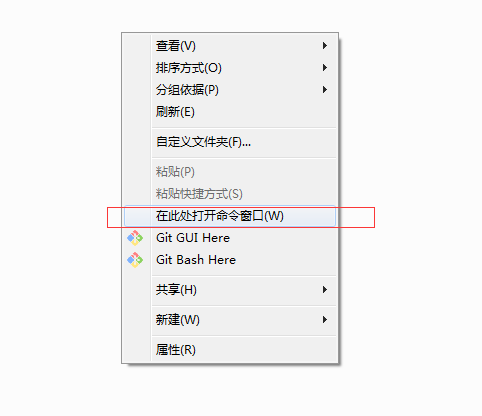 查看(V)
排序方式(O)
分组依据(P)
刷新(E)
自定义文件夹(F)...
粘贴(P)
粘贴快捷方式(S)
在此处打开命令窗口(W)
Git GUI Here
Git Bash Here
共享(H)
新建(W)
属性(R)